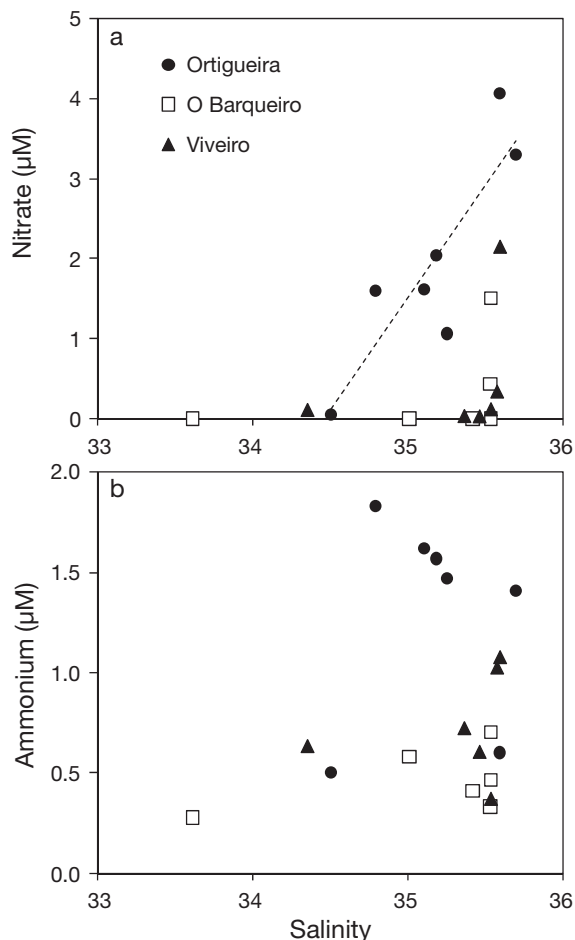 5
a
Ortigueira
4
O Barqueiro
Viveiro
3
Nitrate (µM)
2
1
0
33 34 35 36
2.0
b
1.5
Ammonium (µM)
1.0
0.5
0.0
33 34 35 36
Salinity